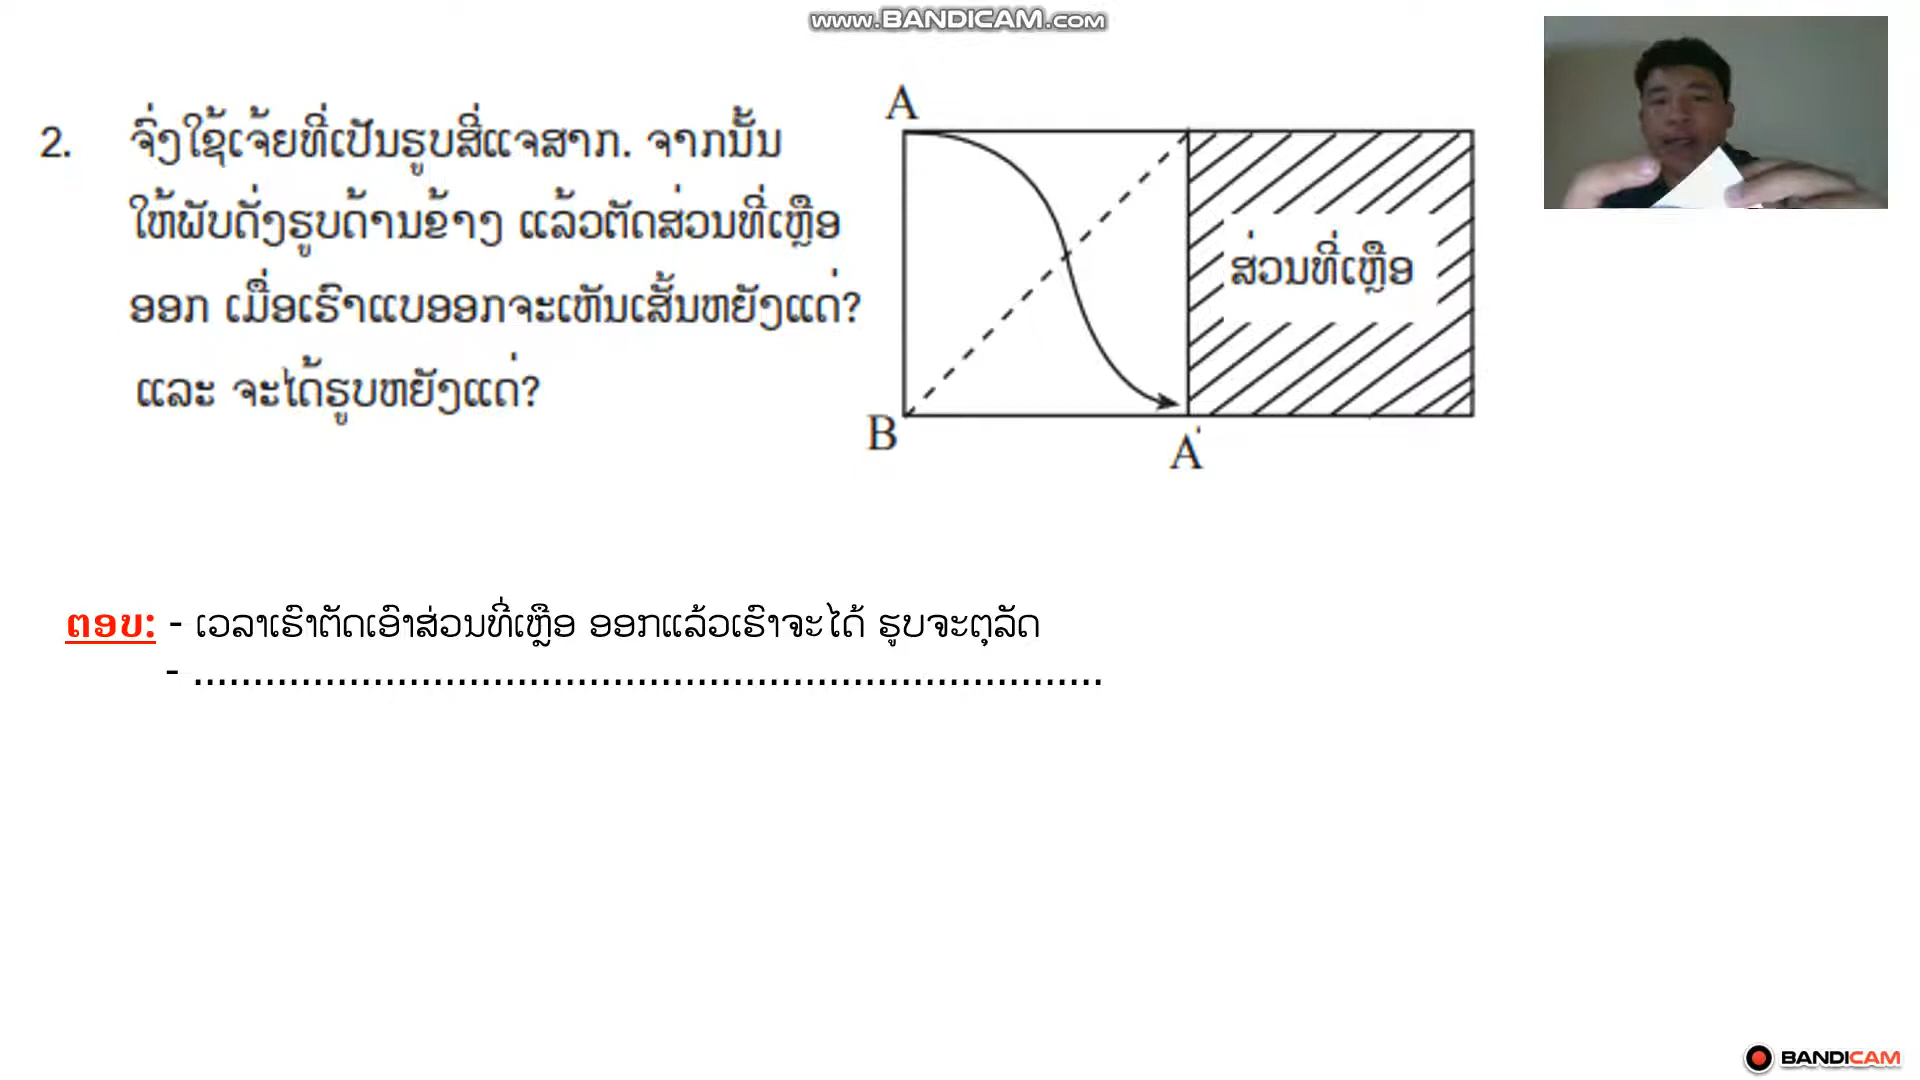 www.BANDICAM.com
2. ຈົ່ງໃຊ້ເຈ້ຍທີ່ເປັນຮູບສີ່ແຈສາກ. ຈາກນັ້ນ
ໃຫ້ພັບດັ່ງຮູບດ້ານຂ້າງ ແລ້ວຕັດສ່ວນທີ່ເຫຼືອ
ອອກ ເມື່ອເຮົາແບອອກຈະເຫັນເສັ້ນຫຍັງແດ່?
ແລະ ຈະໄດ້ຮູບຫຍັງແດ່?
A
ສ່ວນທີ່ເຫຼືອ
B
A'
ຕອບ: - ເວລາເຮົາຕັດເອົາສ່ວນທີ່ເຫຼືອ ອອກແລ້ວເຮົາຈະໄດ້ ຮູບຈະຕຸລັດ
- ............................................................................
BANDICAM